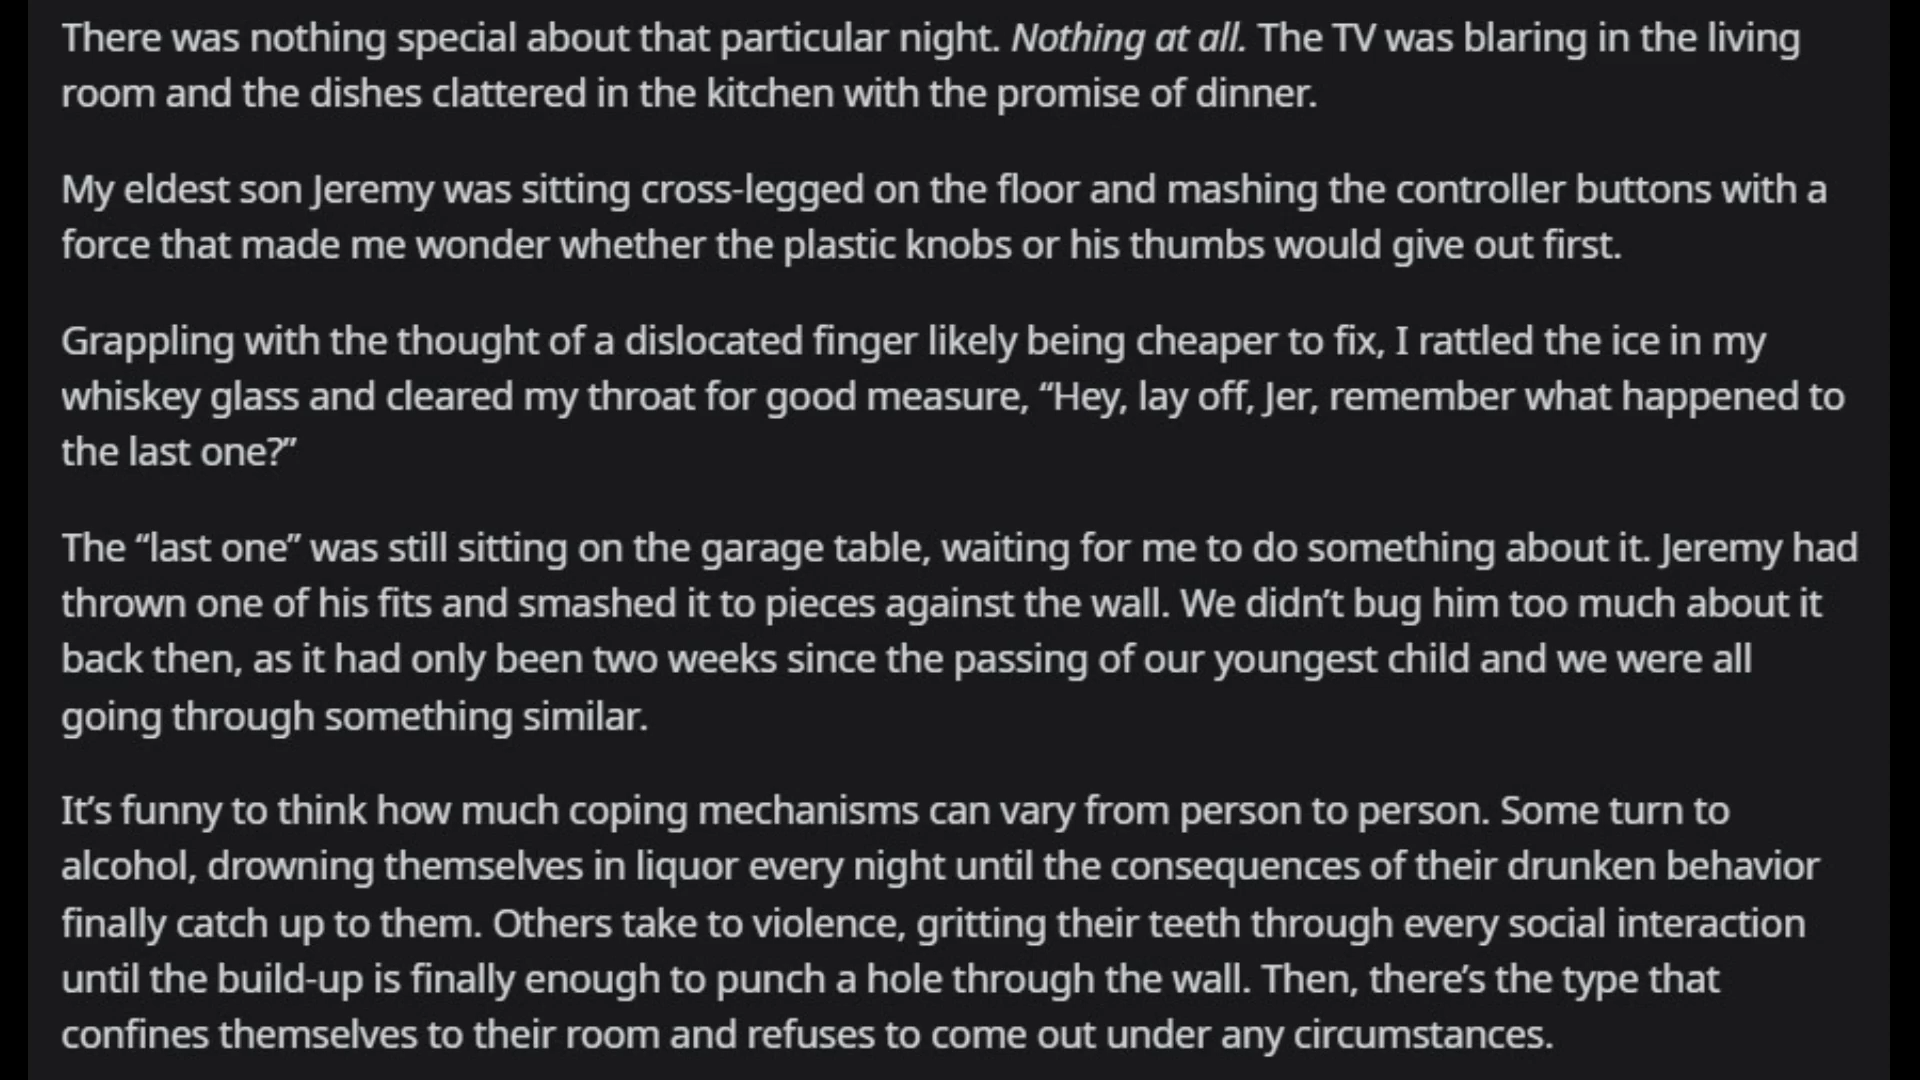 There was nothing special about that particular night. Nothing at all. The TV was blaring in the living
room and the dishes clattered in the kitchen with the promise of dinner.
My eldest son Jeremy was sitting cross-legged on the floor and mashing the controller buttons with a
force that made me wonder whether the plastic knobs or his thumbs would give out first.
Grappling with the thought of a dislocated finger likely being cheaper to fix, I rattled the ice in my
whiskey glass and cleared my throat for good measure, “Hey, lay off, Jer, remember what happened to
the last one?”
The “last one” was still sitting on the garage table, waiting for me to do something about it. Jeremy had
thrown one of his fits and smashed it to pieces against the wall. We didn’t bug him too much about it
back then, as it had only been two weeks since the passing of our youngest child and we were all
going through something similar.
It’s funny to think how much coping mechanisms can vary from person to person. Some turn to
alcohol, drowning themselves in liquor every night until the consequences of their drunken behavior
finally catch up to them. Others take to violence, gritting their teeth through every social interaction
until the build-up is finally enough to punch a hole through the wall. Then, there’s the type that
confines themselves to their room and refuses to come out under any circumstances.